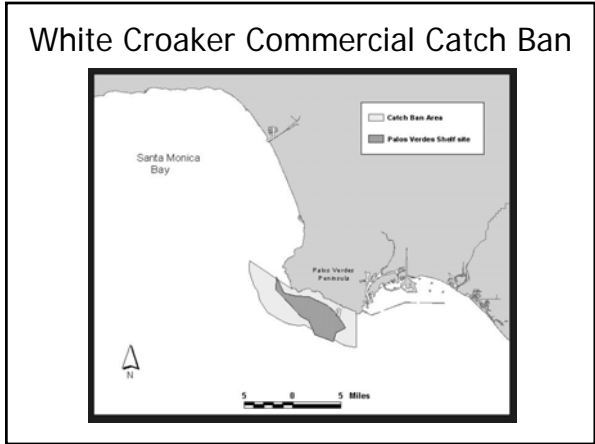 White Croaker Commercial Catch Ban
Catch Ban Area
Palos Verdes Shelf site
Santa Monica
Bay
Palos Verdes
Peninsula
N
5 0 5 Miles